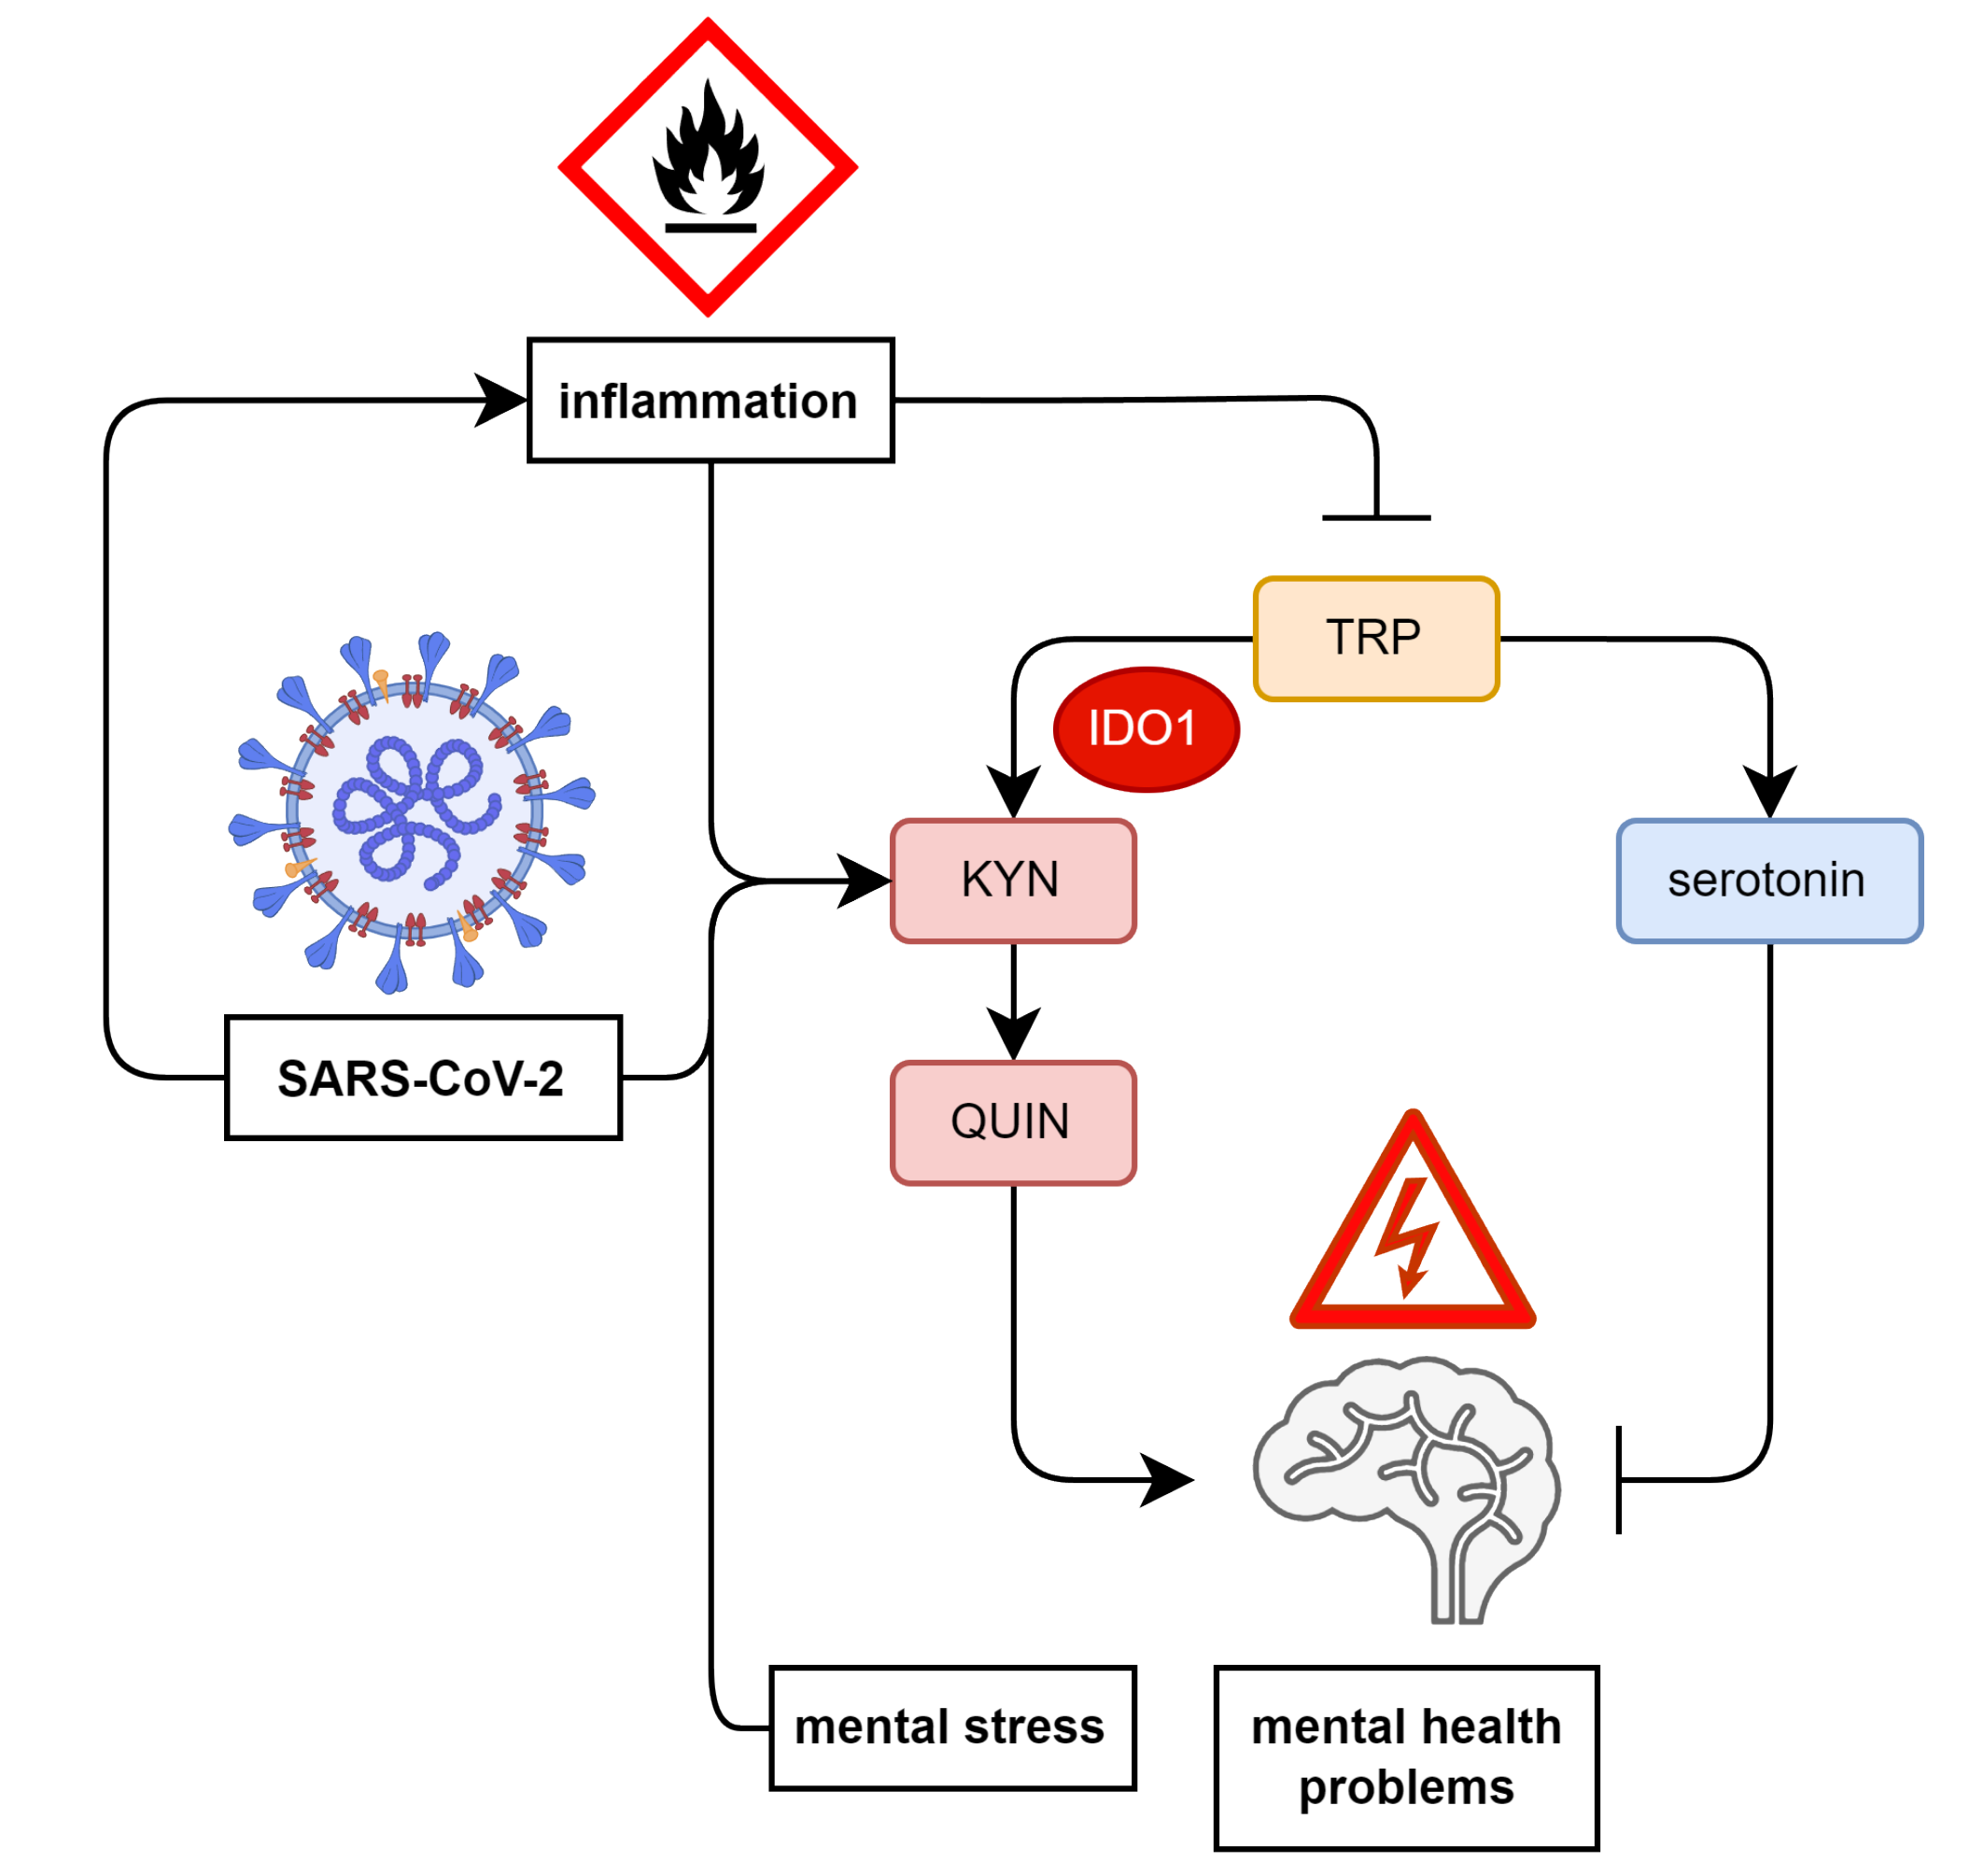 inflammation
TRP
IDO1
KYN
serotonin
SARS-CoV-2
QUIN
mental stress
mental health
problems